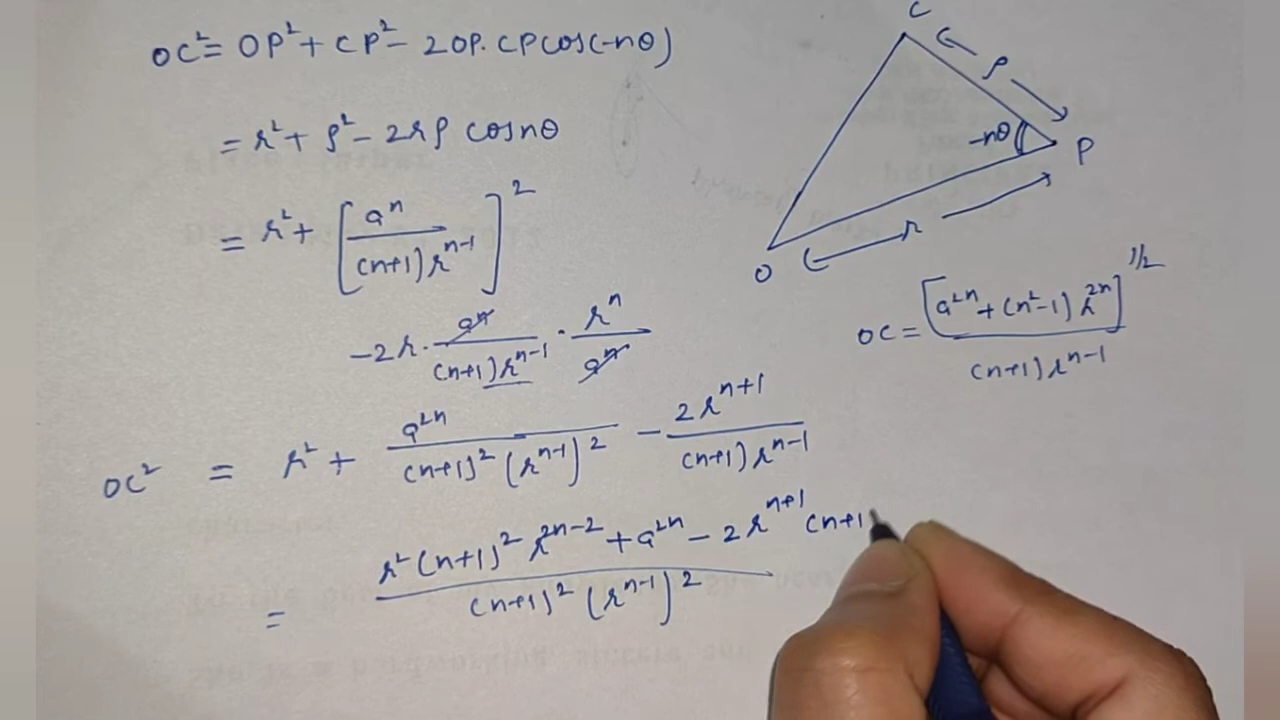 OC² = OP² + CP² - 2OP. CP cos(-nθ)
= r² + ρ² - 2rρ cosnθ
= r² + [aⁿ / (n+1) rⁿ⁻¹]²
-2r. aⁿ / (n+1) rⁿ⁻¹ · rⁿ / aⁿ
OC² = r² + a²ⁿ / (n+1)² (rⁿ⁻¹)² - 2rⁿ⁺¹ / (n+1) rⁿ⁻¹
= r² (n+1)² r²ⁿ⁻² + a²ⁿ - 2rⁿ⁺¹ (n+1 / (n+1)² (rⁿ⁻¹)²
C
ρ
-nθ
P
r
O
OC = [a²ⁿ + (n²-1) r²ⁿ]^1/2 / (n+1) rⁿ⁻¹